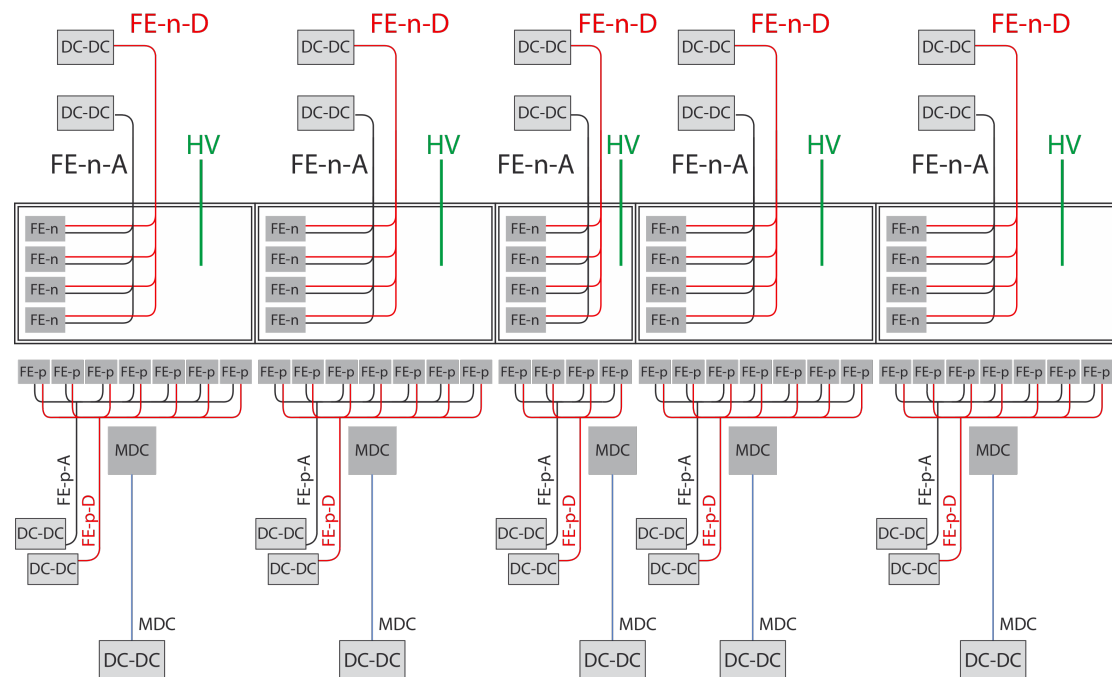 FE-n-D FE-n-D FE-n-D FE-n-D FE-n-D
DC-DC DC-DC DC-DC DC-DC DC-DC
DC-DC DC-DC DC-DC DC-DC DC-DC
HV HV HV HV HV
FE-n-A FE-n-A FE-n-A FE-n-A FE-n-A
FE-n FE-n FE-n FE-n FE-n
FE-n FE-n FE-n FE-n FE-n
FE-n FE-n FE-n FE-n FE-n
FE-n FE-n FE-n FE-n FE-n
FE-p FE-p FE-p FE-p FE-p FE-p FE-p FE-p FE-p FE-p FE-p FE-p FE-p FE-p FE-p FE-p FE-p FE-p FE-p FE-p FE-p FE-p FE-p FE-p FE-p FE-p FE-p FE-p FE-p FE-p FE-p FE-p
MDC MDC MDC MDC MDC
FE-p-A FE-p-A FE-p-A FE-p-A FE-p-A
FE-p-D FE-p-D FE-p-D FE-p-D FE-p-D
DC-DC DC-DC DC-DC DC-DC DC-DC
DC-DC DC-DC DC-DC DC-DC DC-DC
MDC MDC MDC MDC MDC
DC-DC DC-DC DC-DC DC-DC DC-DC